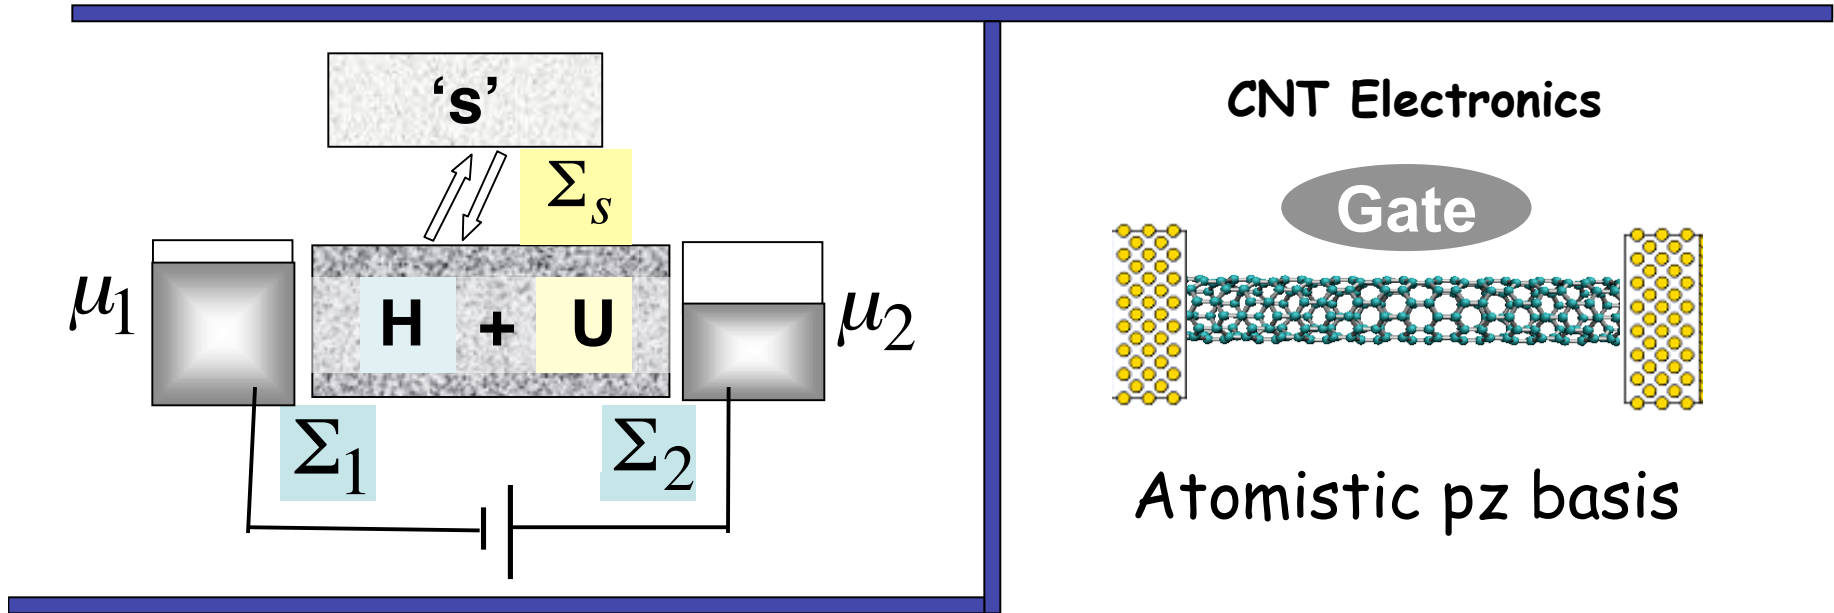 ‘s’
Σs
μ1
H + U
μ2
Σ1
Σ2
CNT Electronics
Gate
Atomistic pz basis